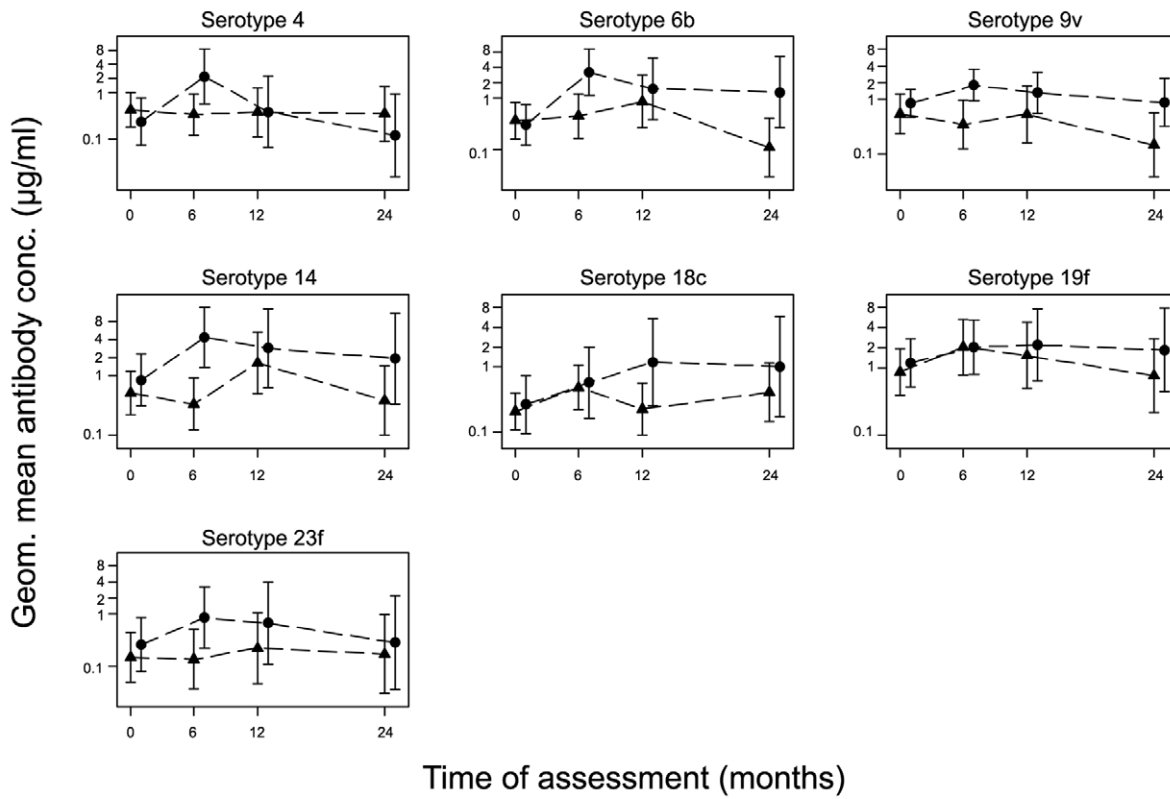 Geom. mean antibody conc. (µg/ml)
Serotype 4
8
4
2
1
0.1
0 6 12 24
Serotype 6b
8
4
2
1
0.1
0 6 12 24
Serotype 9v
8
4
2
1
0.1
0 6 12 24
Serotype 14
8
4
2
1
0.1
0 6 12 24
Serotype 18c
8
4
2
1
0.1
0 6 12 24
Serotype 19f
8
4
2
1
0.1
0 6 12 24
Serotype 23f
8
4
2
1
0.1
0 6 12 24
Time of assessment (months)